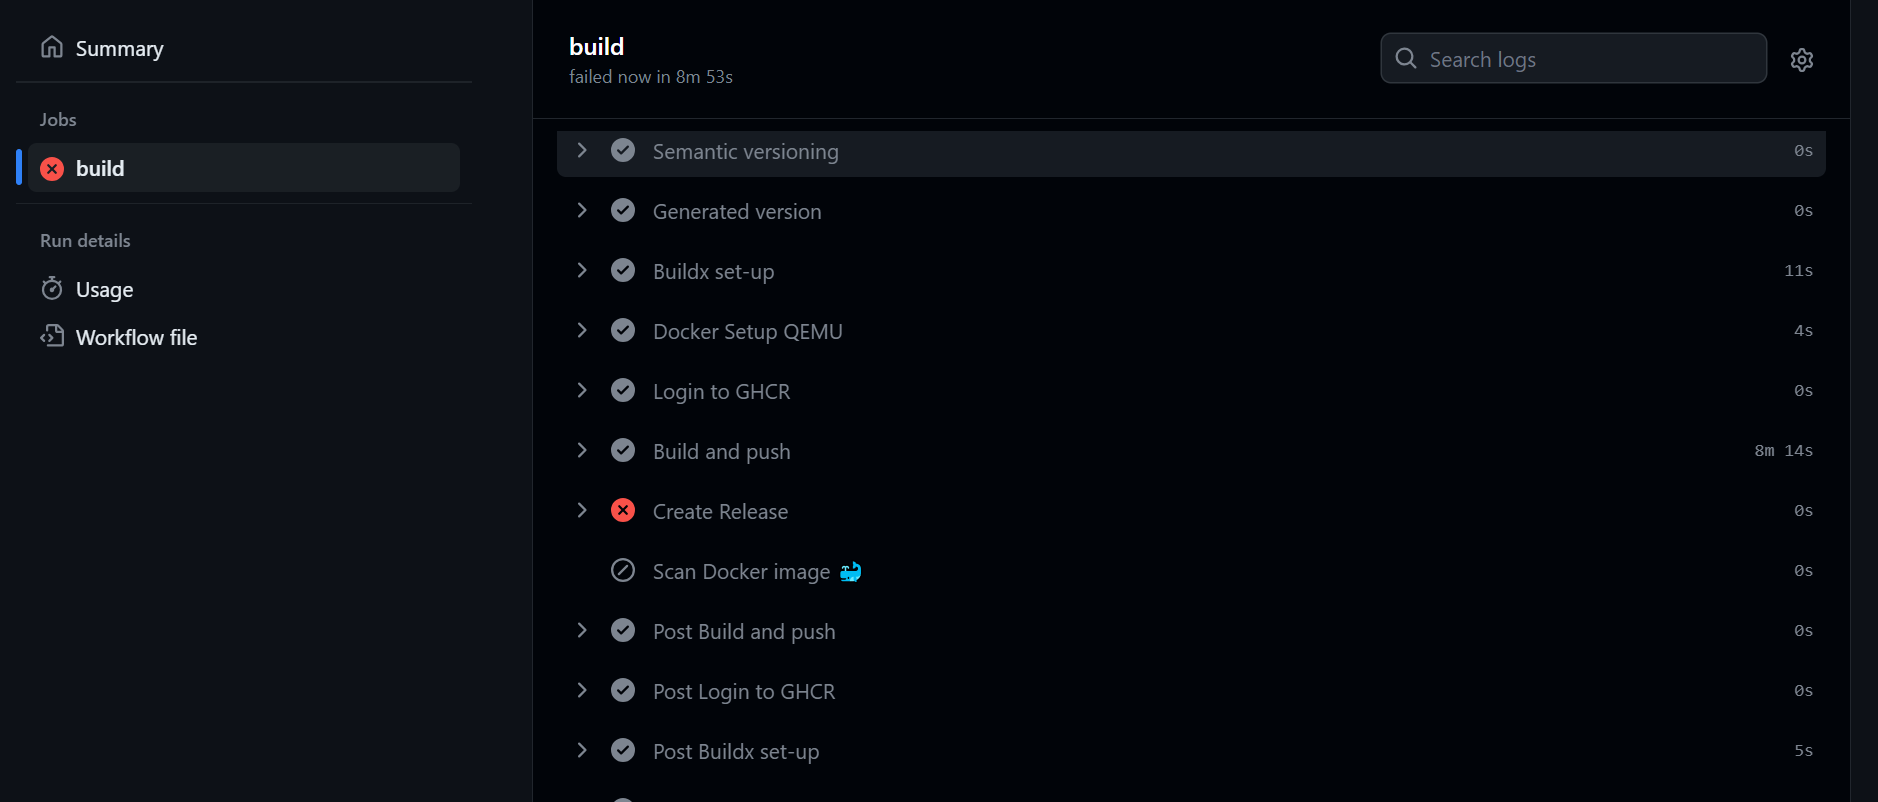 Summary
Jobs
build
Run details
Usage
Workflow file
build
failed now in 8m 53s
Search logs
Semantic versioning 0s
Generated version 0s
Buildx set-up 11s
Docker Setup QEMU 4s
Login to GHCR 0s
Build and push 8m 14s
Create Release 0s
Scan Docker image 🐳 0s
Post Build and push 0s
Post Login to GHCR 0s
Post Buildx set-up 5s